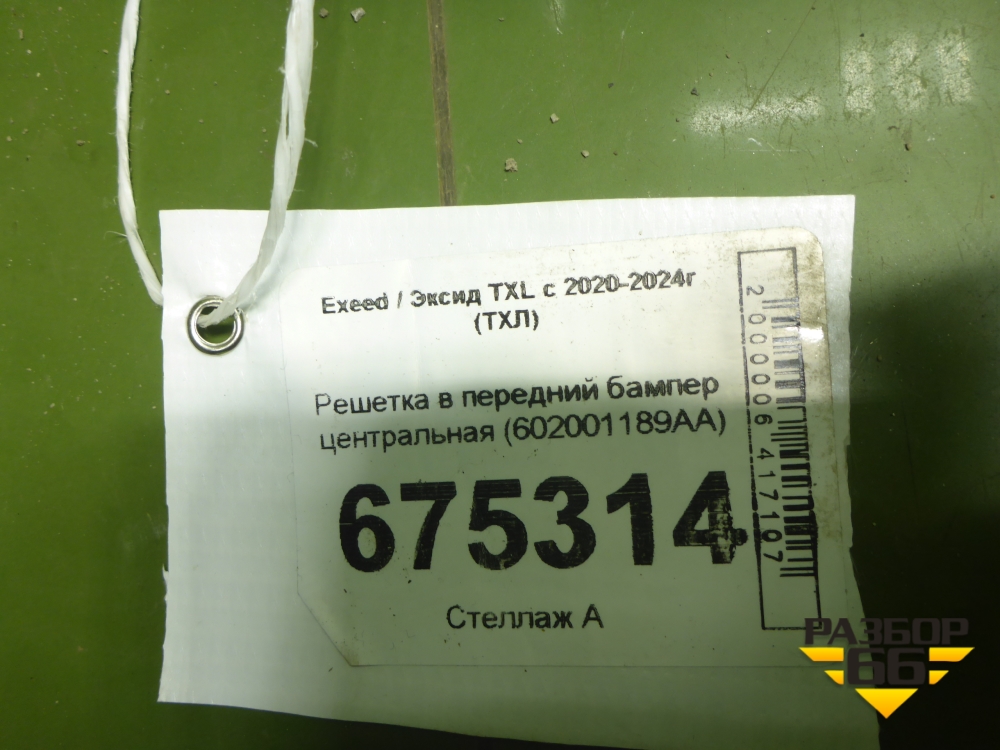 Exeed / Эксид TXL с 2020-2024г
(ТХЛ)
Решетка в передний бампер
центральная (602001189AA)
675314
Стеллаж А
2000006417107
РАЗБОР
66